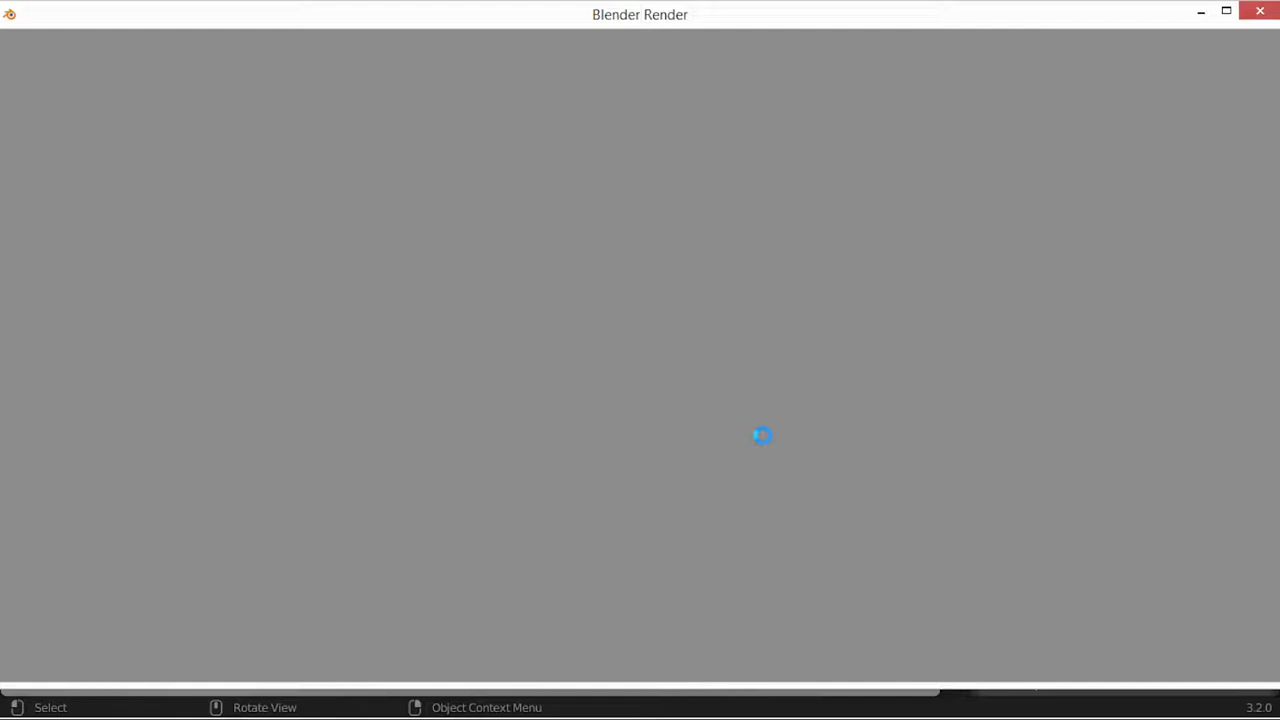 Blender Render
Select
Rotate View
Object Context Menu
3.2.0